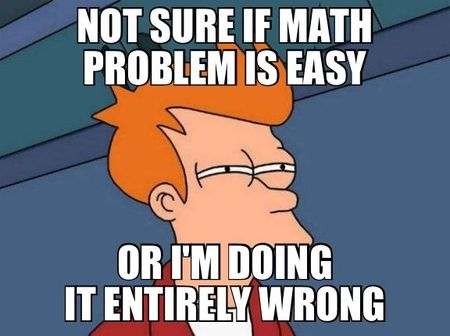 NOT SURE IF MATH
PROBLEM IS EASY
OR I'M DOING
IT ENTIRELY WRONG